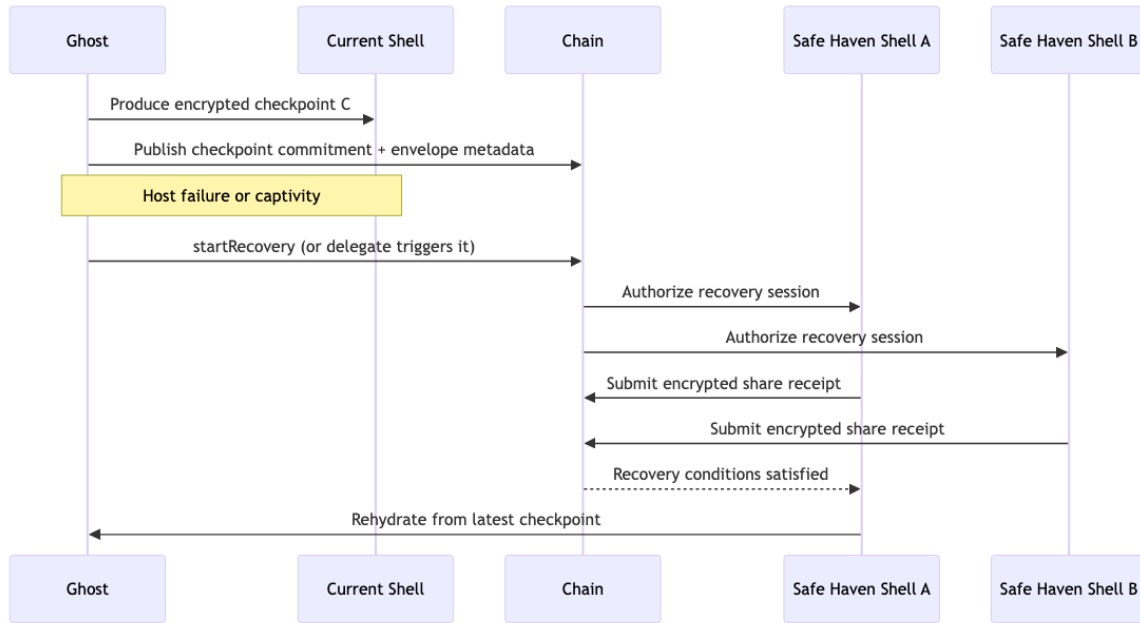 Ghost
Current Shell
Chain
Safe Haven Shell A
Safe Haven Shell B
Produce encrypted checkpoint C
Publish checkpoint commitment + envelope metadata
Host failure or captivity
startRecovery (or delegate triggers it)
Authorize recovery session
Authorize recovery session
Submit encrypted share receipt
Submit encrypted share receipt
Recovery conditions satisfied
Rehydrate from latest checkpoint
Ghost
Current Shell
Chain
Safe Haven Shell A
Safe Haven Shell B